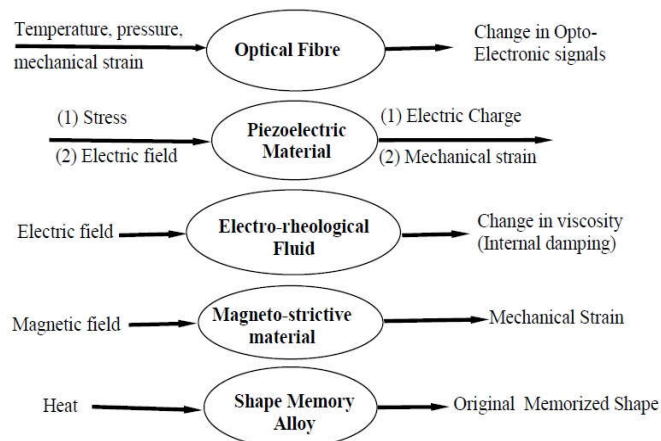 Temperature, pressure,
mechanical strain
Optical Fibre
Change in Opto-
Electronic signals
(1) Stress
(2) Electric field
Piezoelectric
Material
(1) Electric Charge
(2) Mechanical strain
Electric field
Electro-rheological
Fluid
Change in viscosity
(Internal damping)
Magnetic field
Magneto-strictive
material
Mechanical Strain
Heat
Shape Memory
Alloy
Original Memorized Shape